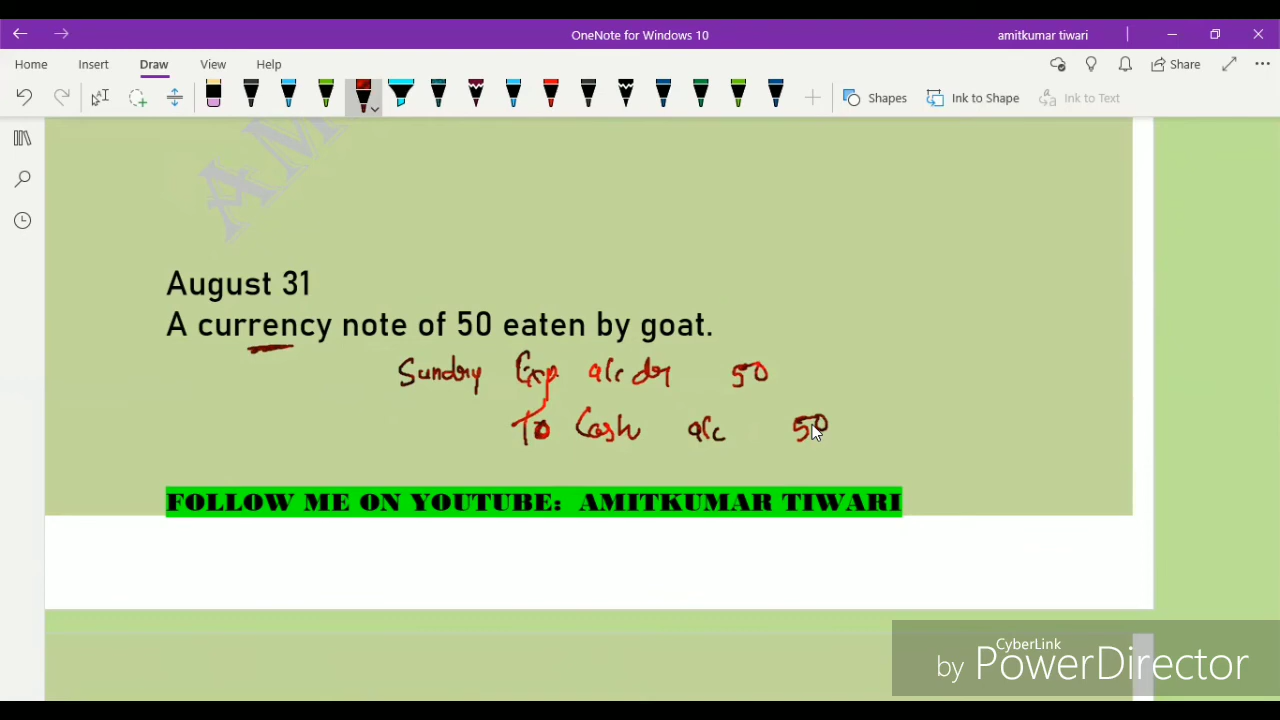 OneNote for Windows 10
amitkumar tiwari
Home Insert Draw View Help
Share
Shapes Ink to Shape Ink to Text
AM
August 31
A currency note of 50 eaten by goat.
Sundry Exp a/c dr 50
To Cash a/c 50
FOLLOW ME ON YOUTUBE: AMITKUMAR TIWARI
CyberLink
by PowerDirector